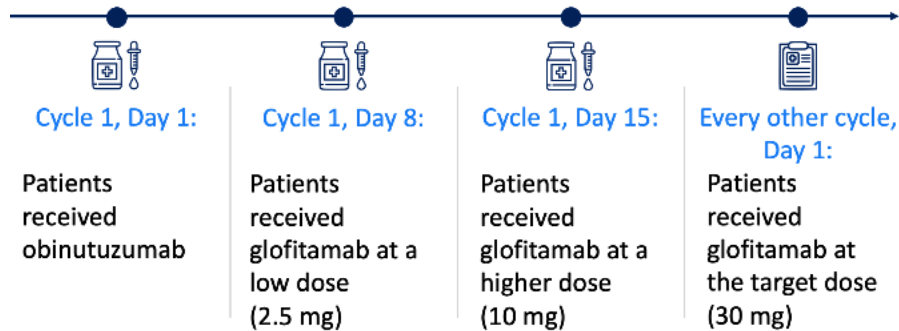 Cycle 1, Day 1:
Patients
received
obinutuzumab
Cycle 1, Day 8:
Patients
received
glofitamab at a
low dose
(2.5 mg)
Cycle 1, Day 15:
Patients
received
glofitamab at a
higher dose
(10 mg)
Every other cycle,
Day 1:
Patients
received
glofitamab at
the target dose
(30 mg)